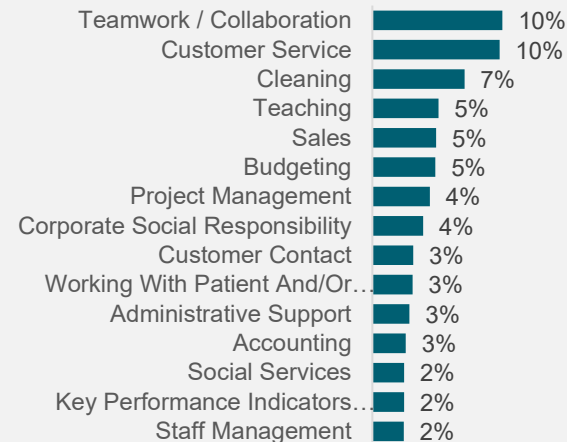 Teamwork / Collaboration 10%
Customer Service 10%
Cleaning 7%
Teaching 5%
Sales 5%
Budgeting 5%
Project Management 4%
Corporate Social Responsibility 4%
Customer Contact 3%
Working With Patient And/Or... 3%
Administrative Support 3%
Accounting 3%
Social Services 2%
Key Performance Indicators... 2%
Staff Management 2%